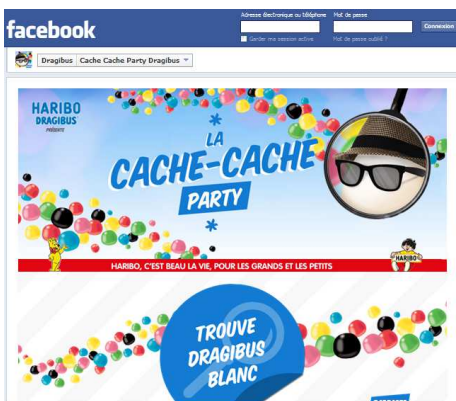 facebook
Adresse électronique ou téléphone
Mot de passe
Connexion
Garder ma session active
Mot de passe oublié ?
Dragibus
Cache Cache Party Dragibus
HARIBO
DRAGIBUS
PRÉSENTE
LA
CACHE-CACHE
PARTY
HARIBO, C'EST BEAU LA VIE, POUR LES GRANDS ET LES PETITS
HARIBO
TROUVE
DRAGIBUS
BLANC